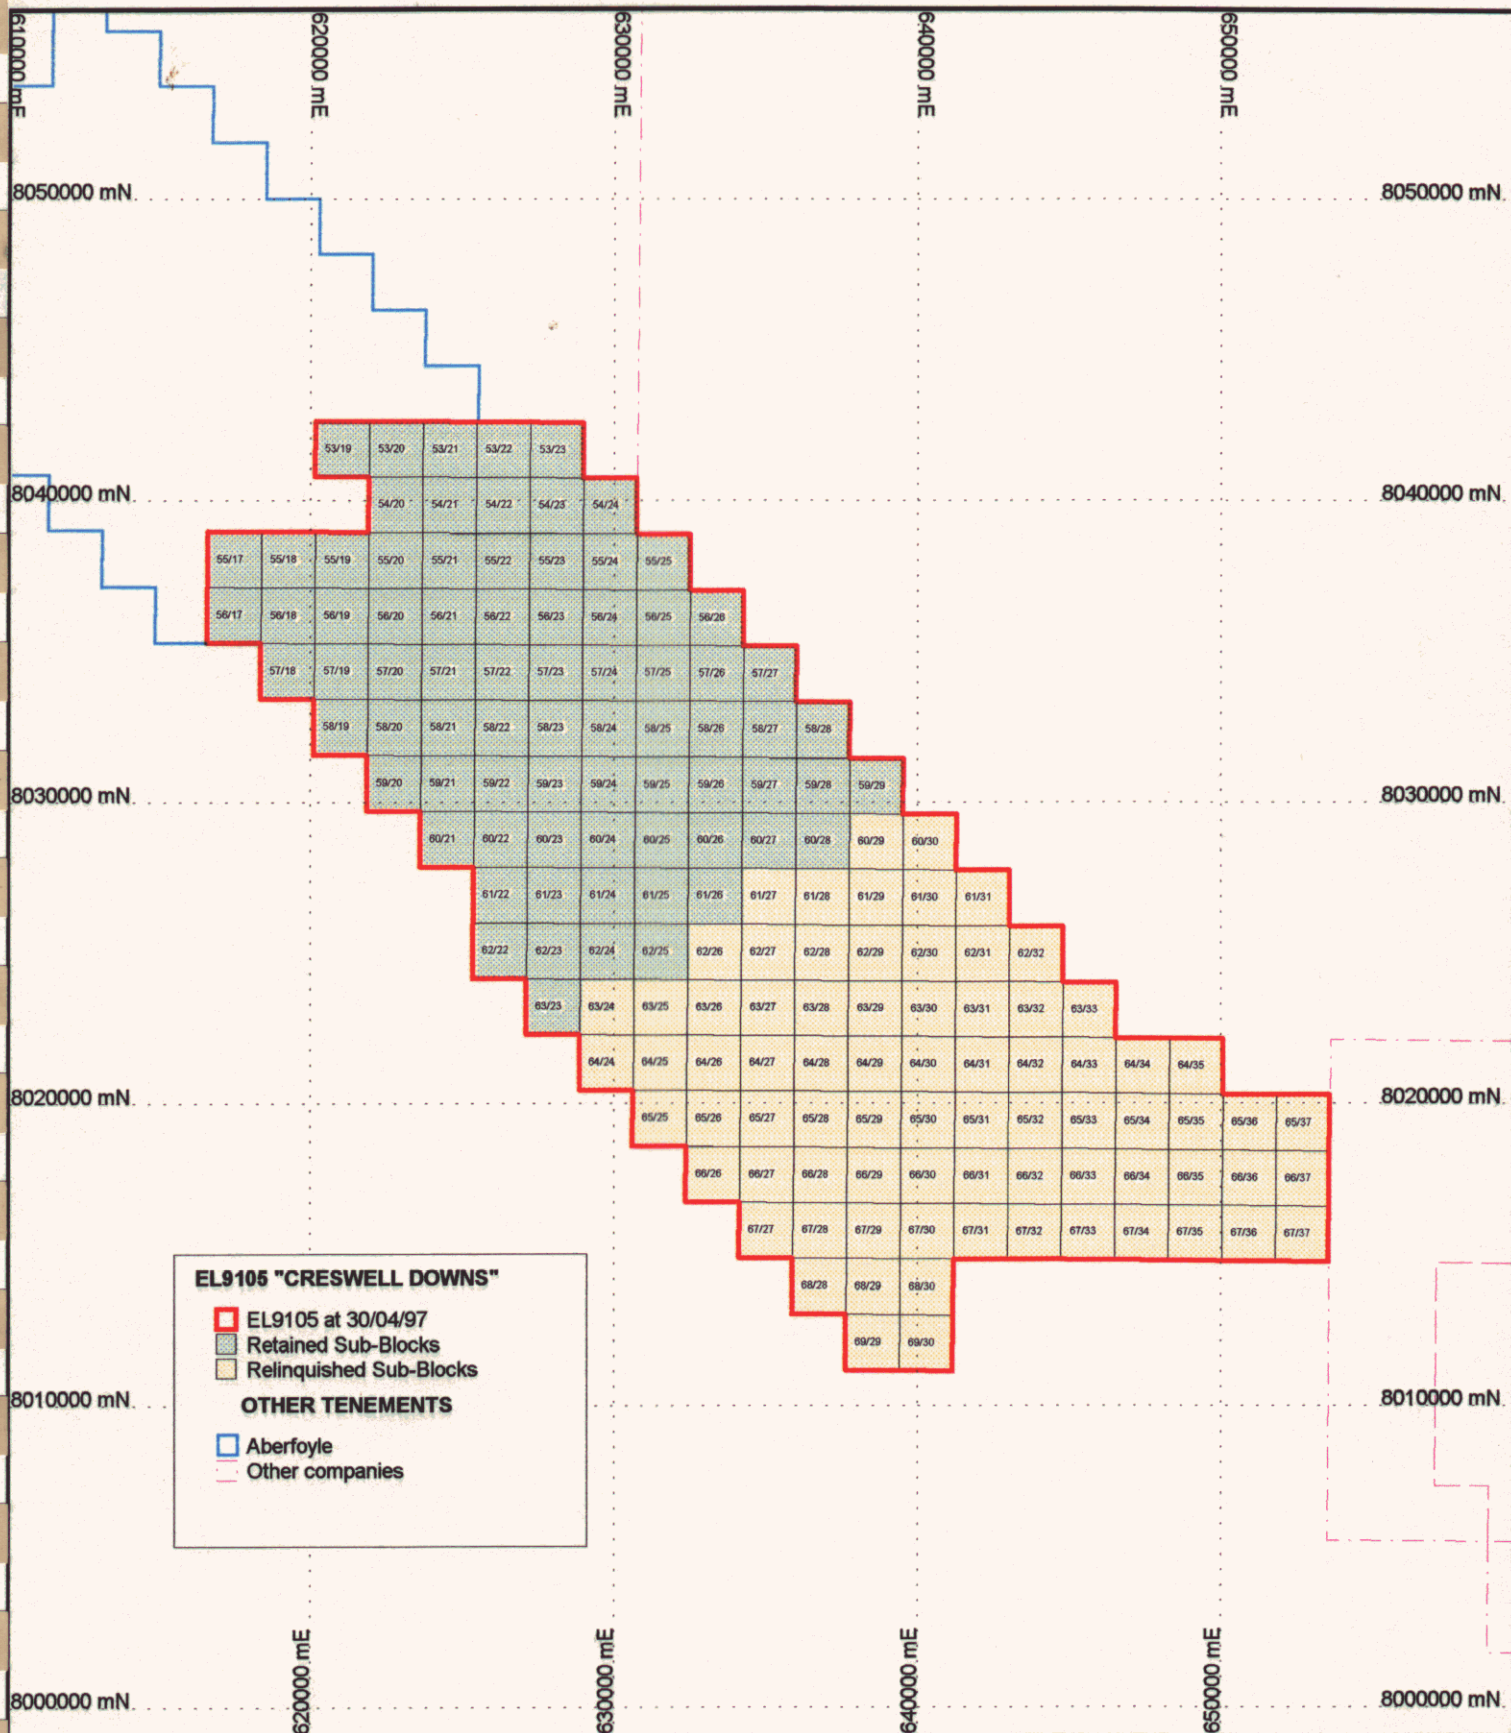 610000 mE 620000 mE 630000 mE 640000 mE 650000 mE
8050000 mN 8050000 mN
53/19 53/20 53/21 53/22 53/23
8040000 mN 8040000 mN
54/20 54/21 54/22 54/23 54/24
55/17 55/18 55/19 55/20 55/21 55/22 55/23 55/24 55/25
56/17 56/18 56/19 56/20 56/21 56/22 56/23 56/24 56/25 56/26
57/18 57/19 57/20 57/21 57/22 57/23 57/24 57/25 57/26 57/27
58/19 58/20 58/21 58/22 58/23 58/24 58/25 58/26 58/27 58/28
59/20 59/21 59/22 59/23 59/24 59/25 59/26 59/27 59/28 59/29
8030000 mN 8030000 mN
60/21 60/22 60/23 60/24 60/25 60/26 60/27 60/28 60/29 60/30
61/22 61/23 61/24 61/25 61/26 61/27 61/28 61/29 61/30 61/31
62/22 62/23 62/24 62/25 62/26 62/27 62/28 62/29 62/30 62/31 62/32
63/23 63/24 63/25 63/26 63/27 63/28 63/29 63/30 63/31 63/32 63/33
64/24 64/25 64/26 64/27 64/28 64/29 64/30 64/31 64/32 64/33 64/34 64/35
8020000 mN 8020000 mN
65/25 65/26 65/27 65/28 65/29 65/30 65/31 65/32 65/33 65/34 65/35 65/36 65/37
66/26 66/27 66/28 66/29 66/30 66/31 66/32 66/33 66/34 66/35 66/36 66/37
67/27 67/28 67/29 67/30 67/31 67/32 67/33 67/34 67/35 67/36 67/37
68/28 68/29 68/30
69/29 69/30
EL9105 "CRESWELL DOWNS"
EL9105 at 30/04/97
Retained Sub-Blocks
Relinquished Sub-Blocks
OTHER TENEMENTS
Aberfoyle
Other companies
8010000 mN 8010000 mN
620000 mE 630000 mE 640000 mE 650000 mE
8000000 mN 8000000 mN